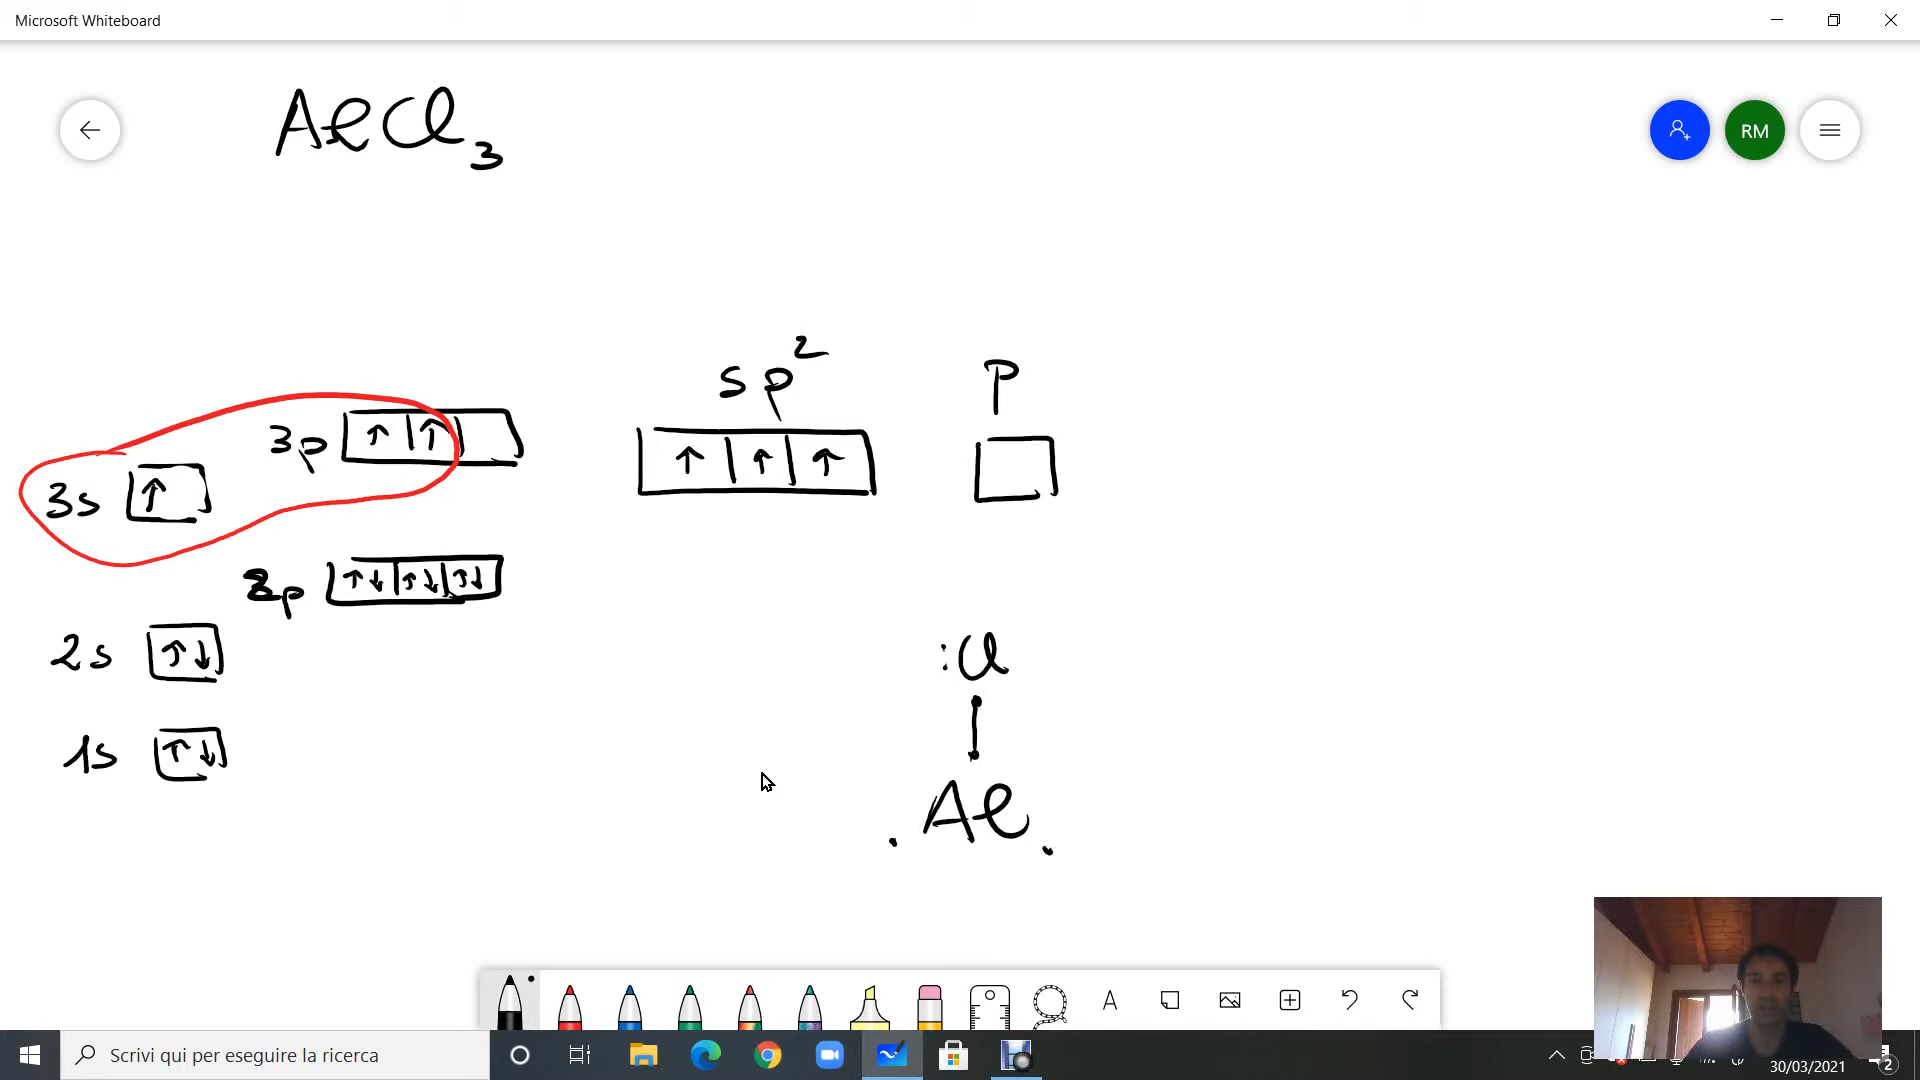 Microsoft Whiteboard
AlCl3
RM
sp2
p
3p ↑ ↑
3s ↑
↑ ↑ ↑
2p ↑↓ ↑↓ ↑↓
2s ↑↓
1s ↑↓
:Cl
. Al .
A
Scrivi qui per eseguire la ricerca
30/03/2021
2